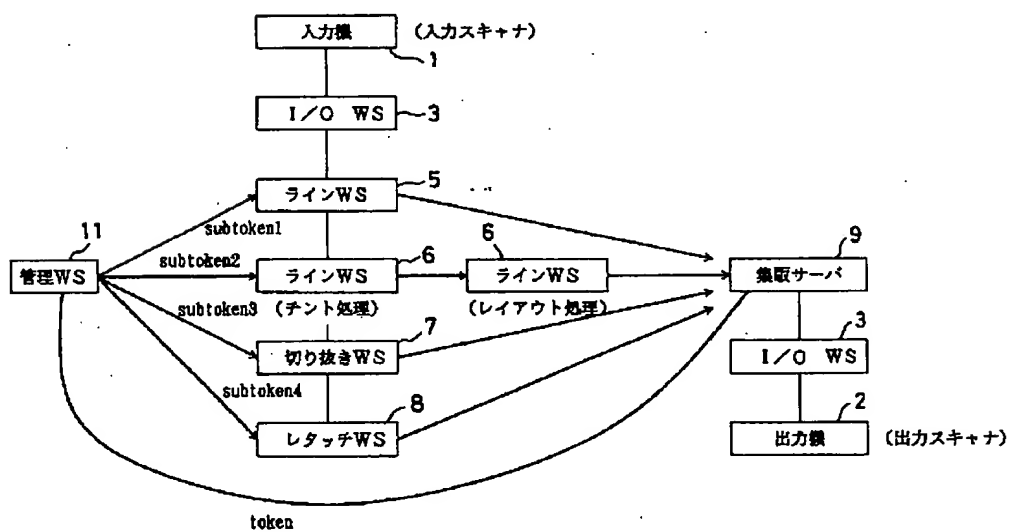 入力機 (入力スキャナ)
1
I/O WS 3
ラインWS 5
11 subtoken1
管理WS subtoken2 ラインWS 6 ラインWS 6 集版サーバ 9
subtoken3 (チント処理) (レイアウト処理)
切り抜きWS 7 I/O WS 3
subtoken4
レタッチWS 8 出力機 2 (出力スキャナ)
token